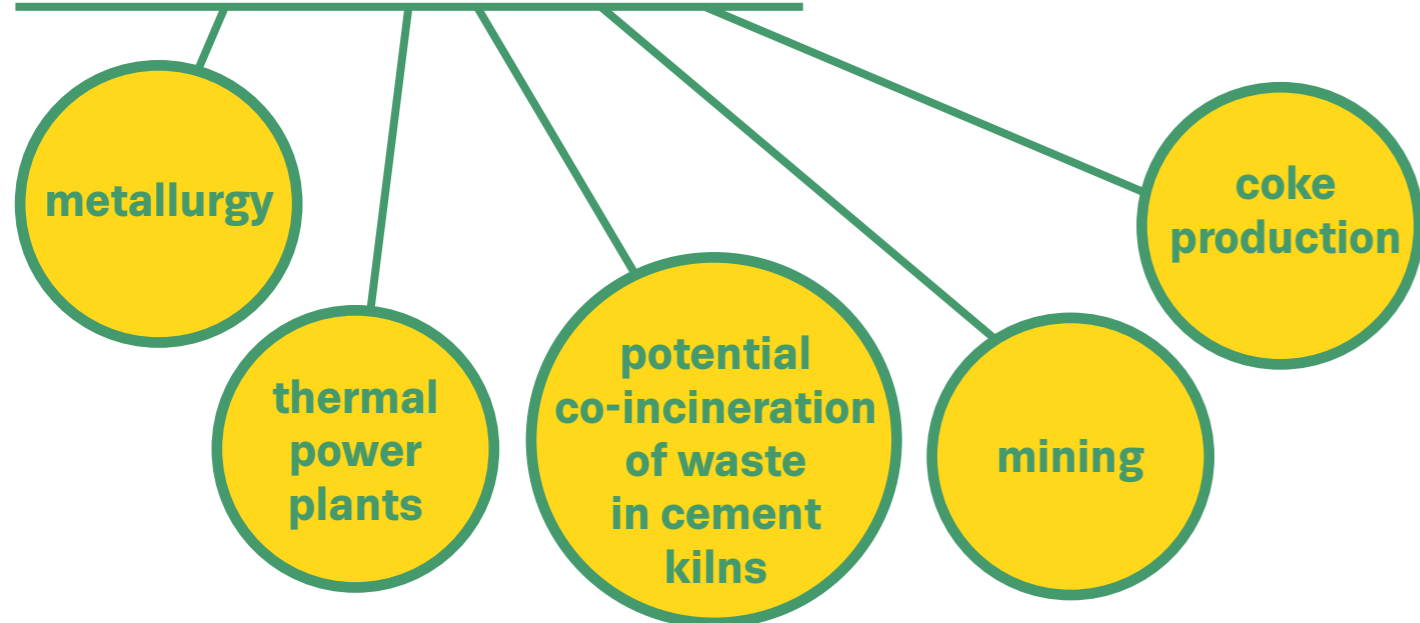 metallurgy
thermal
power
plants
potential
co-incineration
of waste
in cement
kilns
mining
coke
production